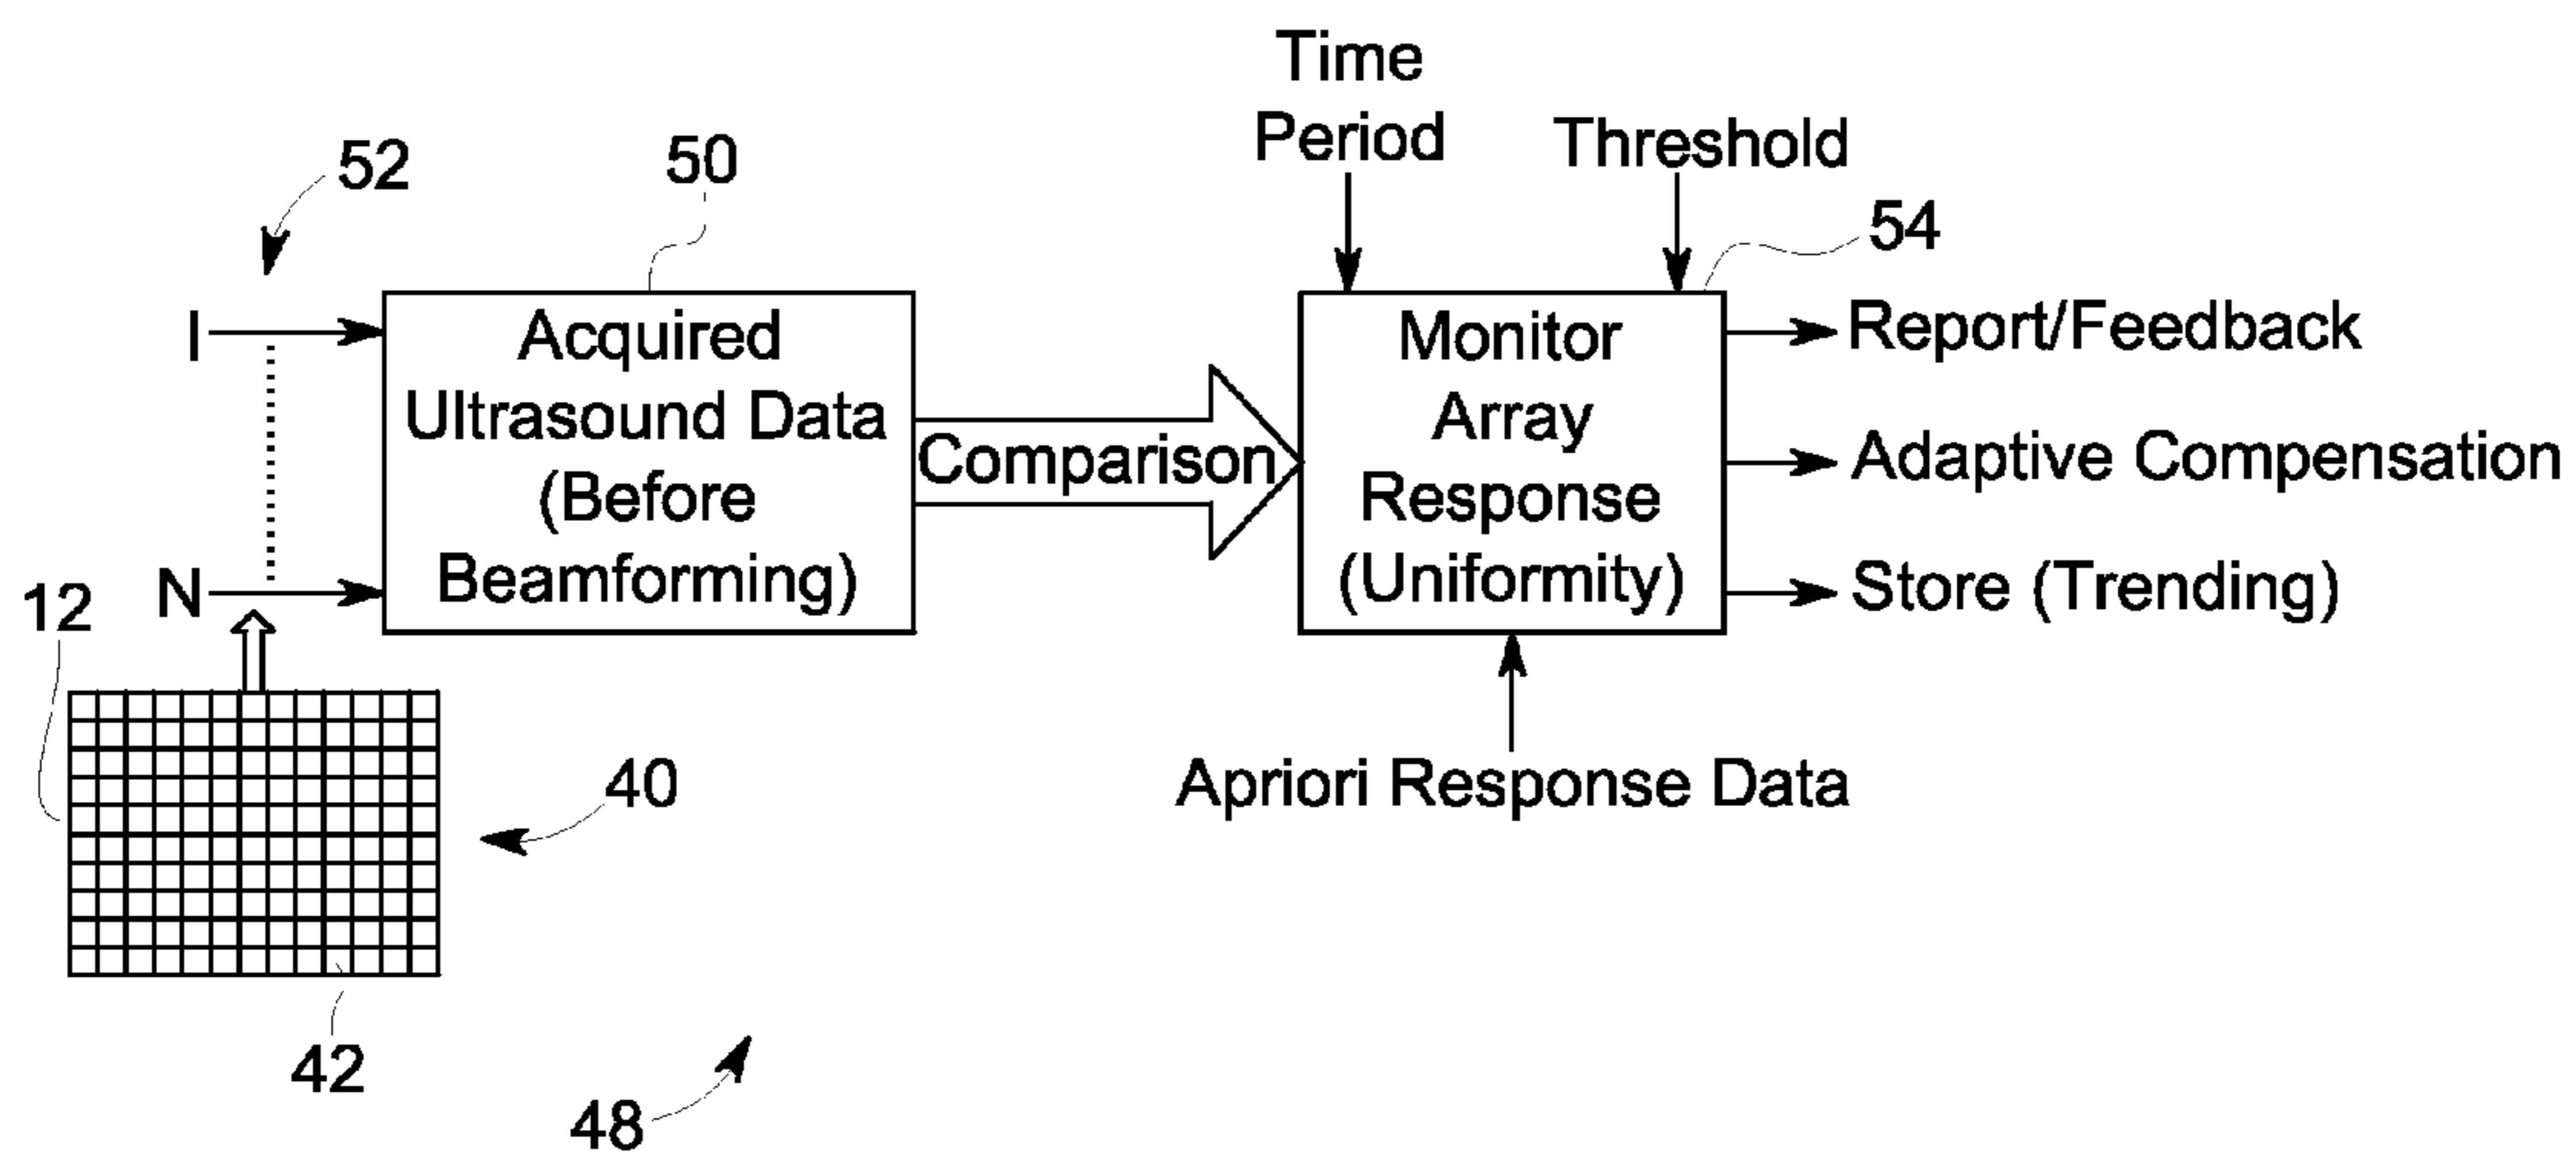 Time
Period
Threshold
52
50
54
I
Acquired
Ultrasound Data
(Before
Beamforming)
N
Comparison
Monitor
Array
Response
(Uniformity)
Report/Feedback
Adaptive Compensation
Store (Trending)
12
40
Apriori Response Data
42
48